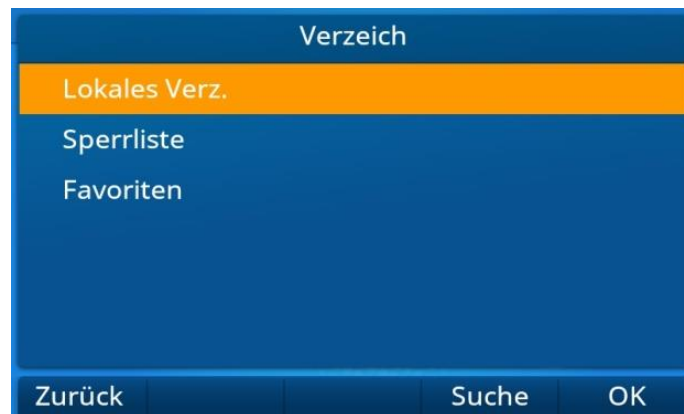 Verzeich
Lokales Verz.
Sperrliste
Favoriten
Zurück Suche OK